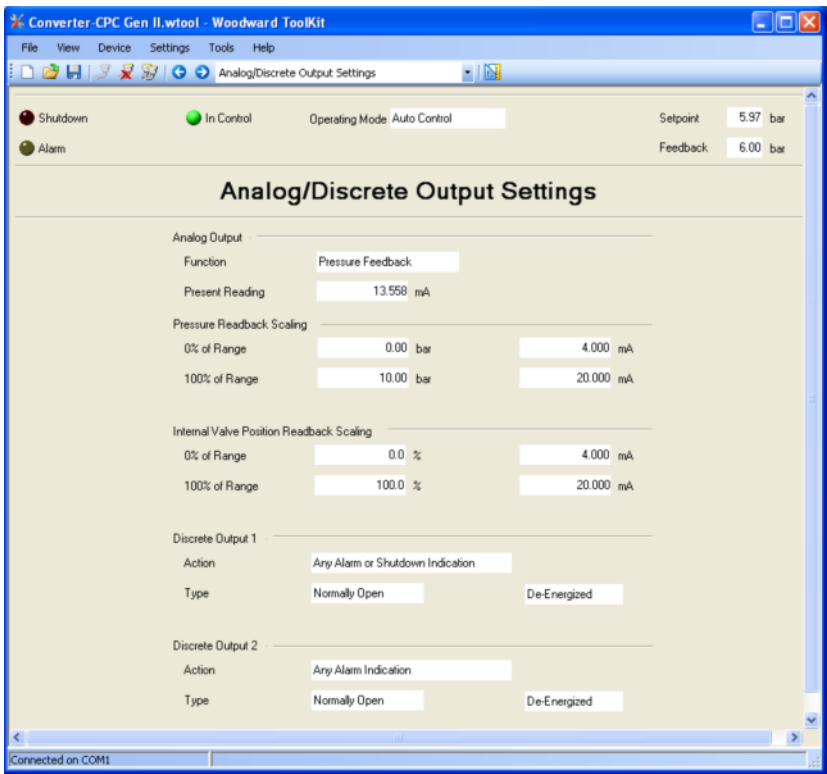 Converter-CPC Gen II.wtool - Woodward ToolKit
File View Device Settings Tools Help
Analog/Discrete Output Settings
Shutdown In Control Operating Mode Auto Control Setpoint 5.97 bar
Alarm Feedback 6.00 bar
Analog/Discrete Output Settings
Analog Output
Function Pressure Feedback
Present Reading 13.558 mA
Pressure Readback Scaling
0% of Range 0.00 bar 4.000 mA
100% of Range 10.00 bar 20.000 mA
Internal Valve Position Readback Scaling
0% of Range 0.0 % 4.000 mA
100% of Range 100.0 % 20.000 mA
Discrete Output 1
Action Any Alarm or Shutdown Indication
Type Normally Open De-Energized
Discrete Output 2
Action Any Alarm Indication
Type Normally Open De-Energized
Connected on COM1